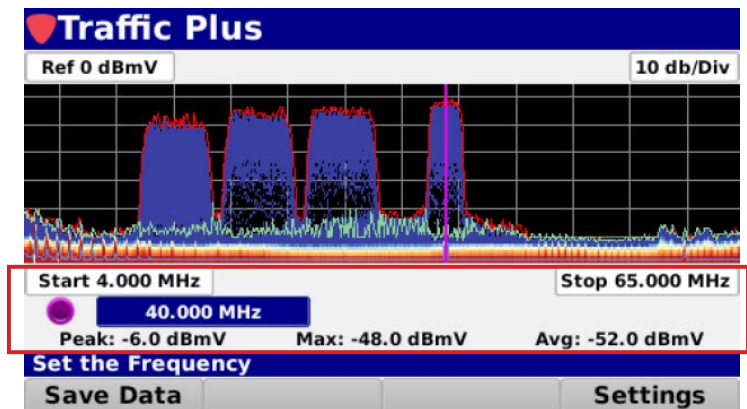 Traffic Plus
Ref 0 dBmV 10 db/Div
Start 4.000 MHz Stop 65.000 MHz
40.000 MHz
Peak: -6.0 dBmV Max: -48.0 dBmV Avg: -52.0 dBmV
Set the Frequency
Save Data Settings